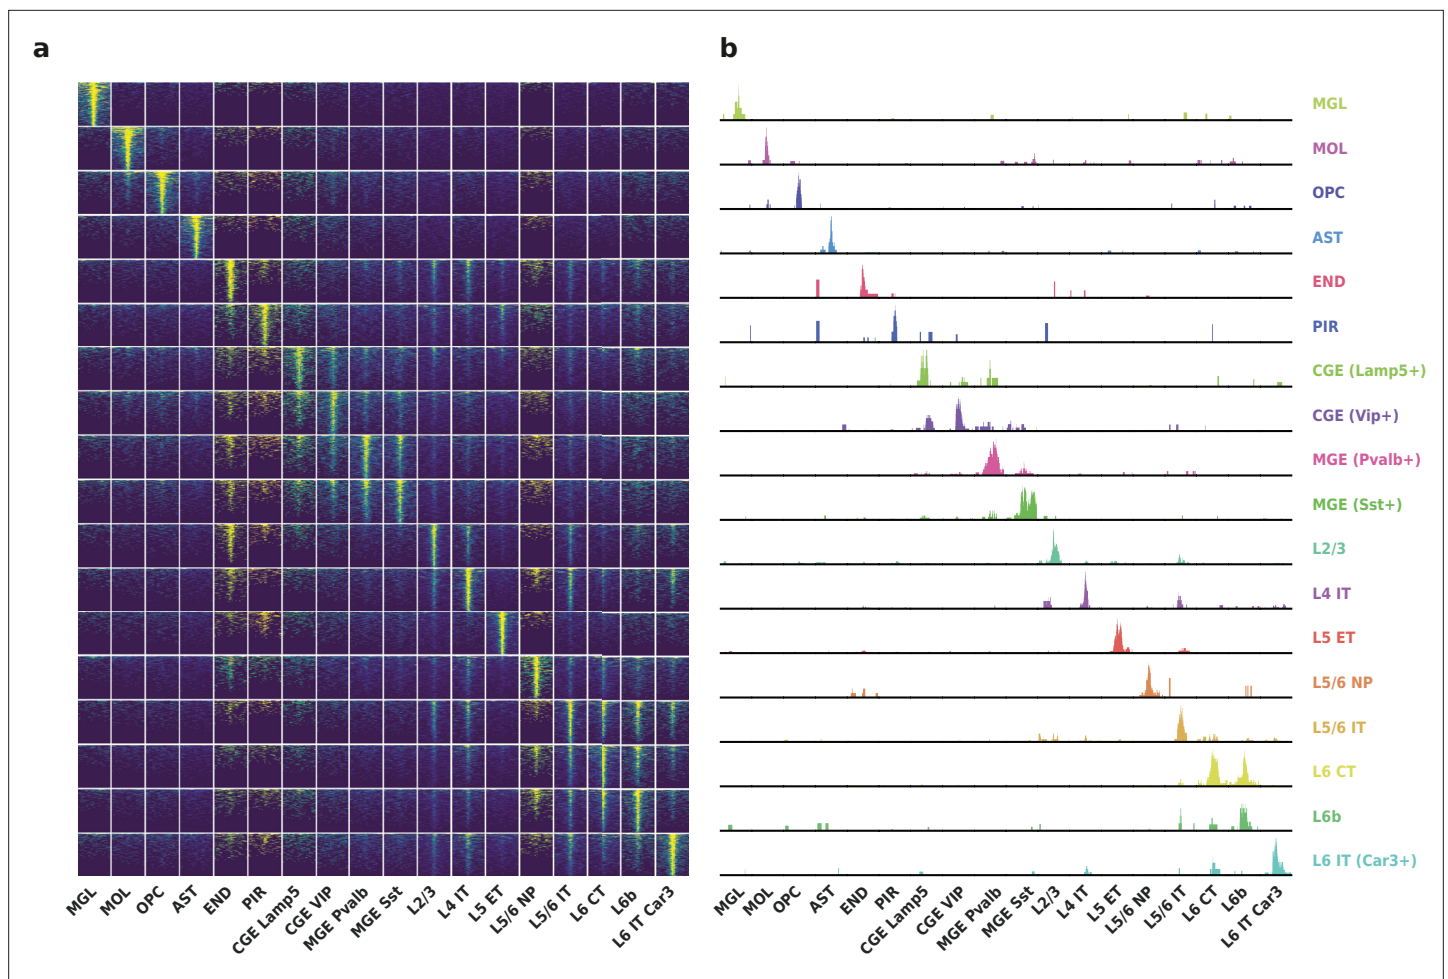 a
b
MGL
MOL
OPC
AST
END
PIR
CGE (Lamp5+)
CGE (Vip+)
MGE (Pvalb+)
MGE (Sst+)
L2/3
L4 IT
L5 ET
L5/6 NP
L5/6 IT
L6 CT
L6b
L6 IT (Car3+)
MGL
MOL
OPC
AST
END
PIR
CGE Lamp5
CGE VIP
MGE Pvalb
MGE Sst
L2/3
L4 IT
L5 ET
L5/6 NP
L5/6 IT
L6 CT
L6b
L6 IT Car3
MGL
MOL
OPC
AST
END
PIR
CGE Lamp5
CGE VIP
MGE Pvalb
MGE Sst
L2/3
L4 IT
L5 ET
L5/6 NP
L5/6 IT
L6 CT
L6b
L6 IT Car3